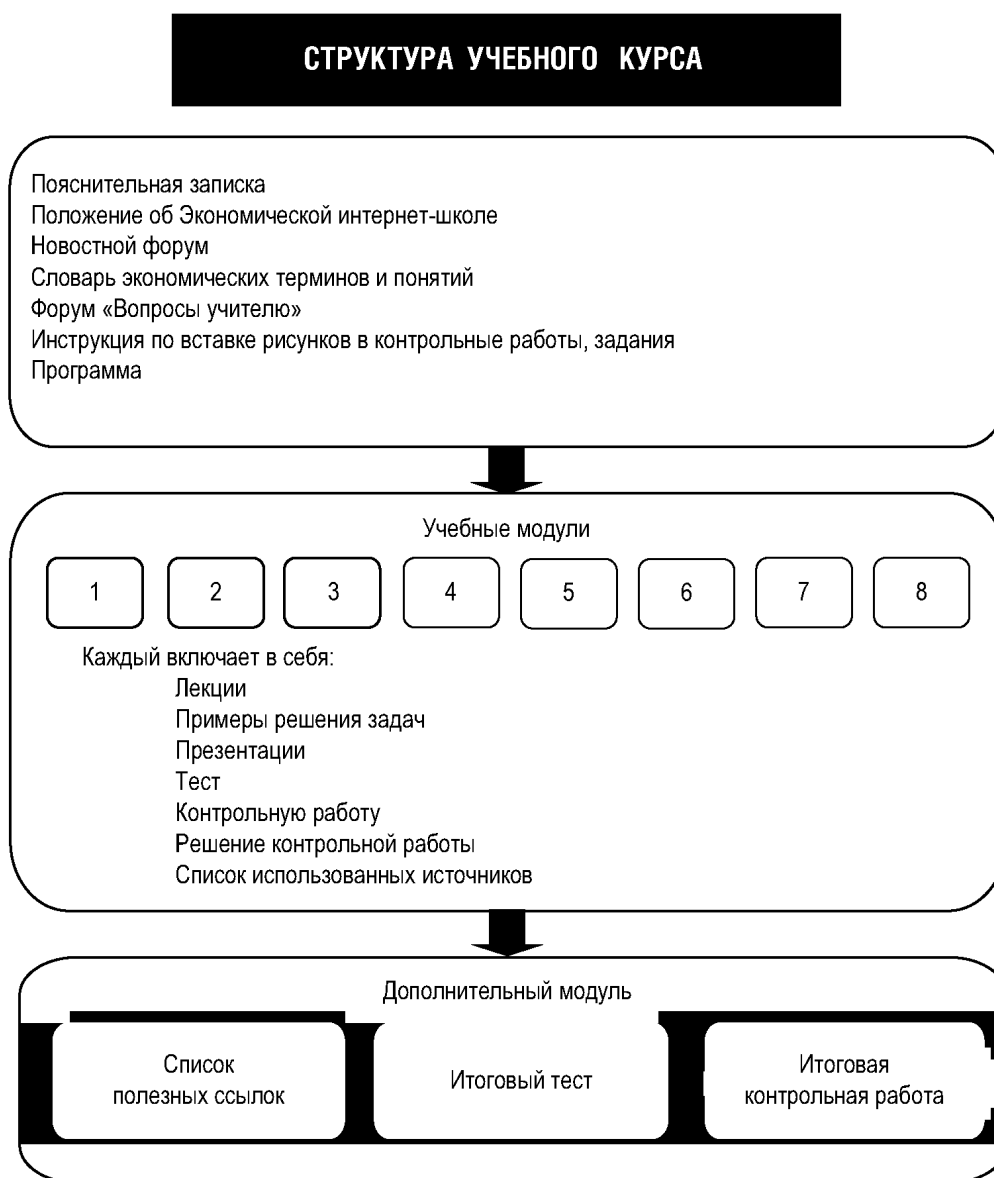 СТРУКТУРА УЧЕБНОГО КУРСА
Пояснительная записка
Положение об Экономической интернет-школе
Новостной форум
Словарь экономических терминов и понятий
Форум «Вопросы учителю»
Инструкция по вставке рисунков в контрольные работы, задания
Программа
Учебные модули
1 2 3 4 5 6 7 8
Каждый включает в себя:
Лекции
Примеры решения задач
Презентации
Тест
Контрольную работу
Решение контрольной работы
Список использованных источников
Дополнительный модуль
Список
полезных ссылок
Итоговый тест
Итоговая
контрольная работа